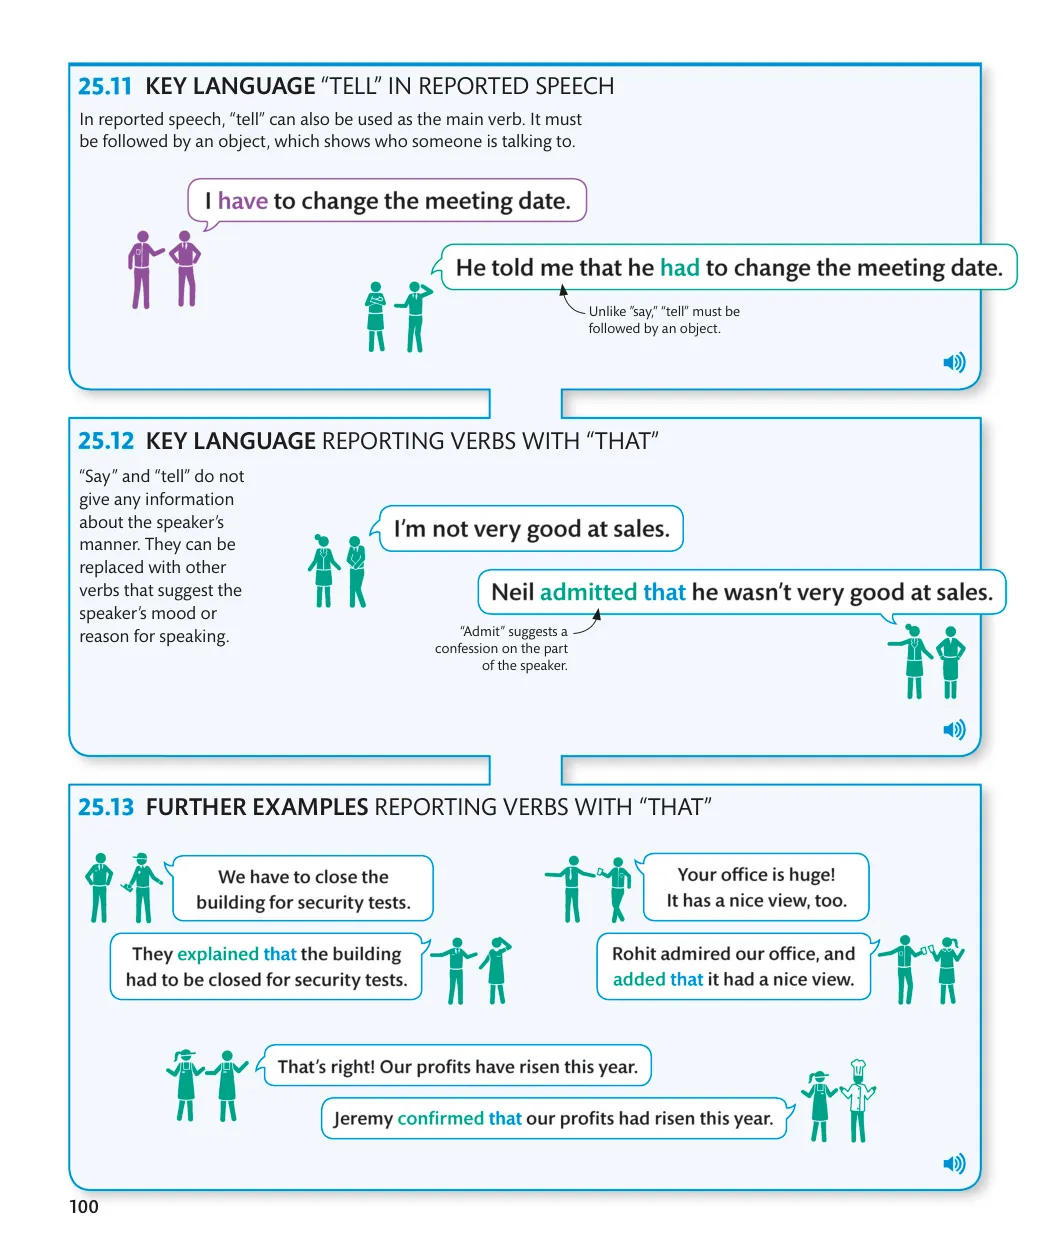 25.11 KEY LANGUAGE “TELL” IN REPORTED SPEECH
In reported speech, “tell” can also be used as the main verb. It must
be followed by an object, which shows who someone is talking to.
I have to change the meeting date.
He told me that he had to change the meeting date.
Unlike ”say,” “tell” must be
followed by an object.
25.12 KEY LANGUAGE REPORTING VERBS WITH “THAT”
“Say” and “tell” do not
give any information
about the speaker’s
manner. They can be
replaced with other
verbs that suggest the
speaker’s mood or
reason for speaking.
I’m not very good at sales.
Neil admitted that he wasn’t very good at sales.
“Admit” suggests a
confession on the part
of the speaker.
25.13 FURTHER EXAMPLES REPORTING VERBS WITH “THAT”
We have to close the
building for security tests.
They explained that the building
had to be closed for security tests.
Your office is huge!
It has a nice view, too.
Rohit admired our office, and
added that it had a nice view.
That’s right! Our profits have risen this year.
Jeremy confirmed that our profits had risen this year.
100